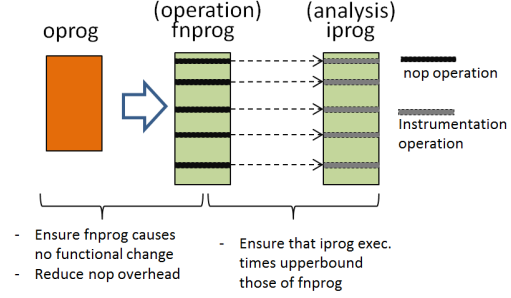 (operation)
(analysis)
oprog
fnprog
iprog
nop operation
Instrumentation
operation
- Ensure fnprog causes
no functional change
- Reduce nop overhead
- Ensure that iprog exec.
times upperbound
those of fnprog